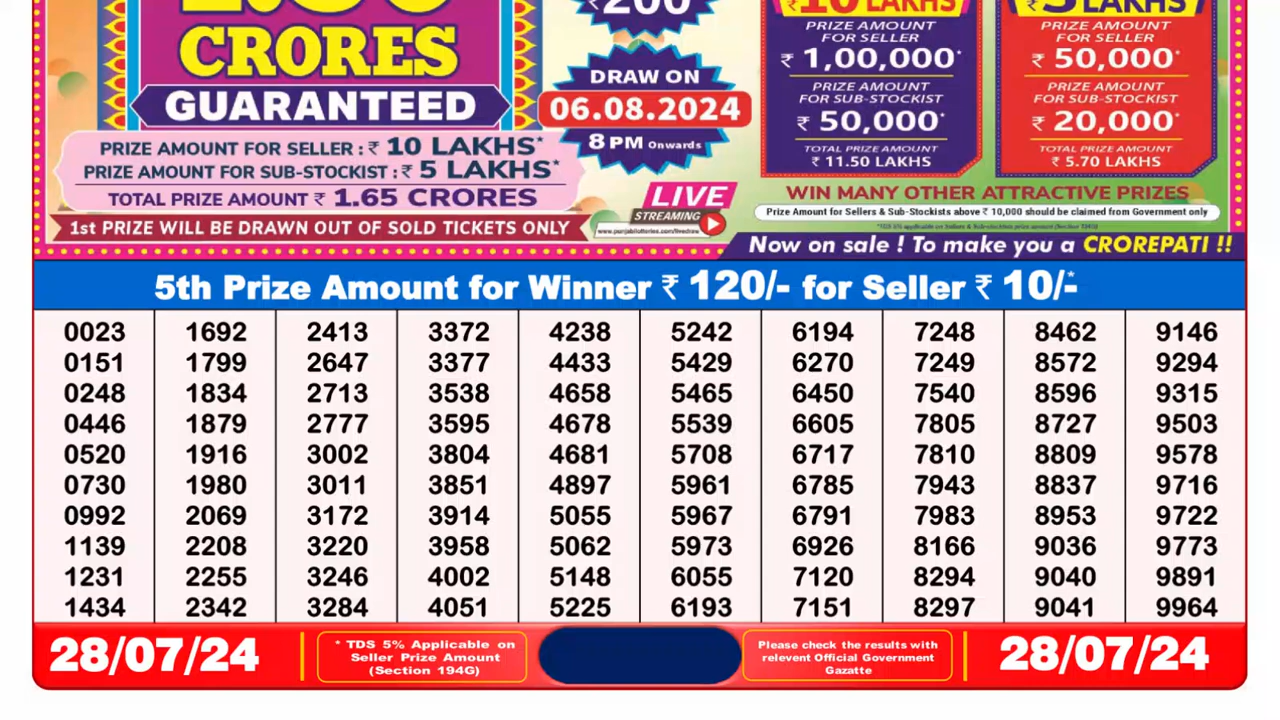 CRORES
GUARANTEED
PRIZE AMOUNT FOR SELLER : ₹ 10 LAKHS*
PRIZE AMOUNT FOR SUB-STOCKIST : ₹ 5 LAKHS*
TOTAL PRIZE AMOUNT ₹ 1.65 CRORES
1st PRIZE WILL BE DRAWN OUT OF SOLD TICKETS ONLY
₹200
DRAW ON
06.08.2024
8 PM Onwards
LIVE
STREAMING
www.punjablotteries.com/livedraw
₹10 LAKHS
PRIZE AMOUNT
FOR SELLER
₹ 1,00,000*
PRIZE AMOUNT
FOR SUB-STOCKIST
₹ 50,000*
TOTAL PRIZE AMOUNT
₹ 11.50 LAKHS
₹5 LAKHS
PRIZE AMOUNT
FOR SELLER
₹ 50,000*
PRIZE AMOUNT
FOR SUB-STOCKIST
₹ 20,000*
TOTAL PRIZE AMOUNT
₹ 5.70 LAKHS
WIN MANY OTHER ATTRACTIVE PRIZES
Prize Amount for Sellers & Sub-Stockists above ₹ 10,000 should be claimed from Government only
Now on sale ! To make you a CROREPATI !!
5th Prize Amount for Winner ₹ 120/- for Seller ₹ 10/-*
0023 1692 2413 3372 4238 5242 6194 7248 8462 9146
0151 1799 2647 3377 4433 5429 6270 7249 8572 9294
0248 1834 2713 3538 4658 5465 6450 7540 8596 9315
0446 1879 2777 3595 4678 5539 6605 7805 8727 9503
0520 1916 3002 3804 4681 5708 6717 7810 8809 9578
0730 1980 3011 3851 4897 5961 6785 7943 8837 9716
0992 2069 3172 3914 5055 5967 6791 7983 8953 9722
1139 2208 3220 3958 5062 5973 6926 8166 9036 9773
1231 2255 3246 4002 5148 6055 7120 8294 9040 9891
1434 2342 3284 4051 5225 6193 7151 8297 9041 9964
28/07/24
* TDS 5% Applicable on
Seller Prize Amount
(Section 194G)
Please check the results with
relevent Official Government
Gazatte
28/07/24